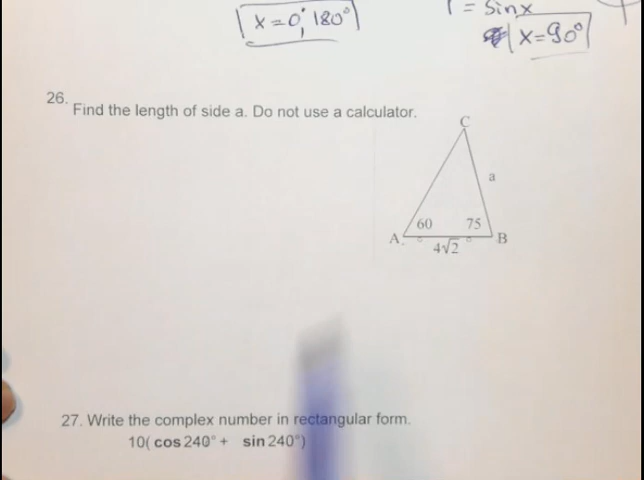 x=0°, 180°
1 = sinx
x=90°
26.
Find the length of side a. Do not use a calculator.
C
a
60 75
A B
4√2
27. Write the complex number in rectangular form.
10( cos 240° + sin 240°)